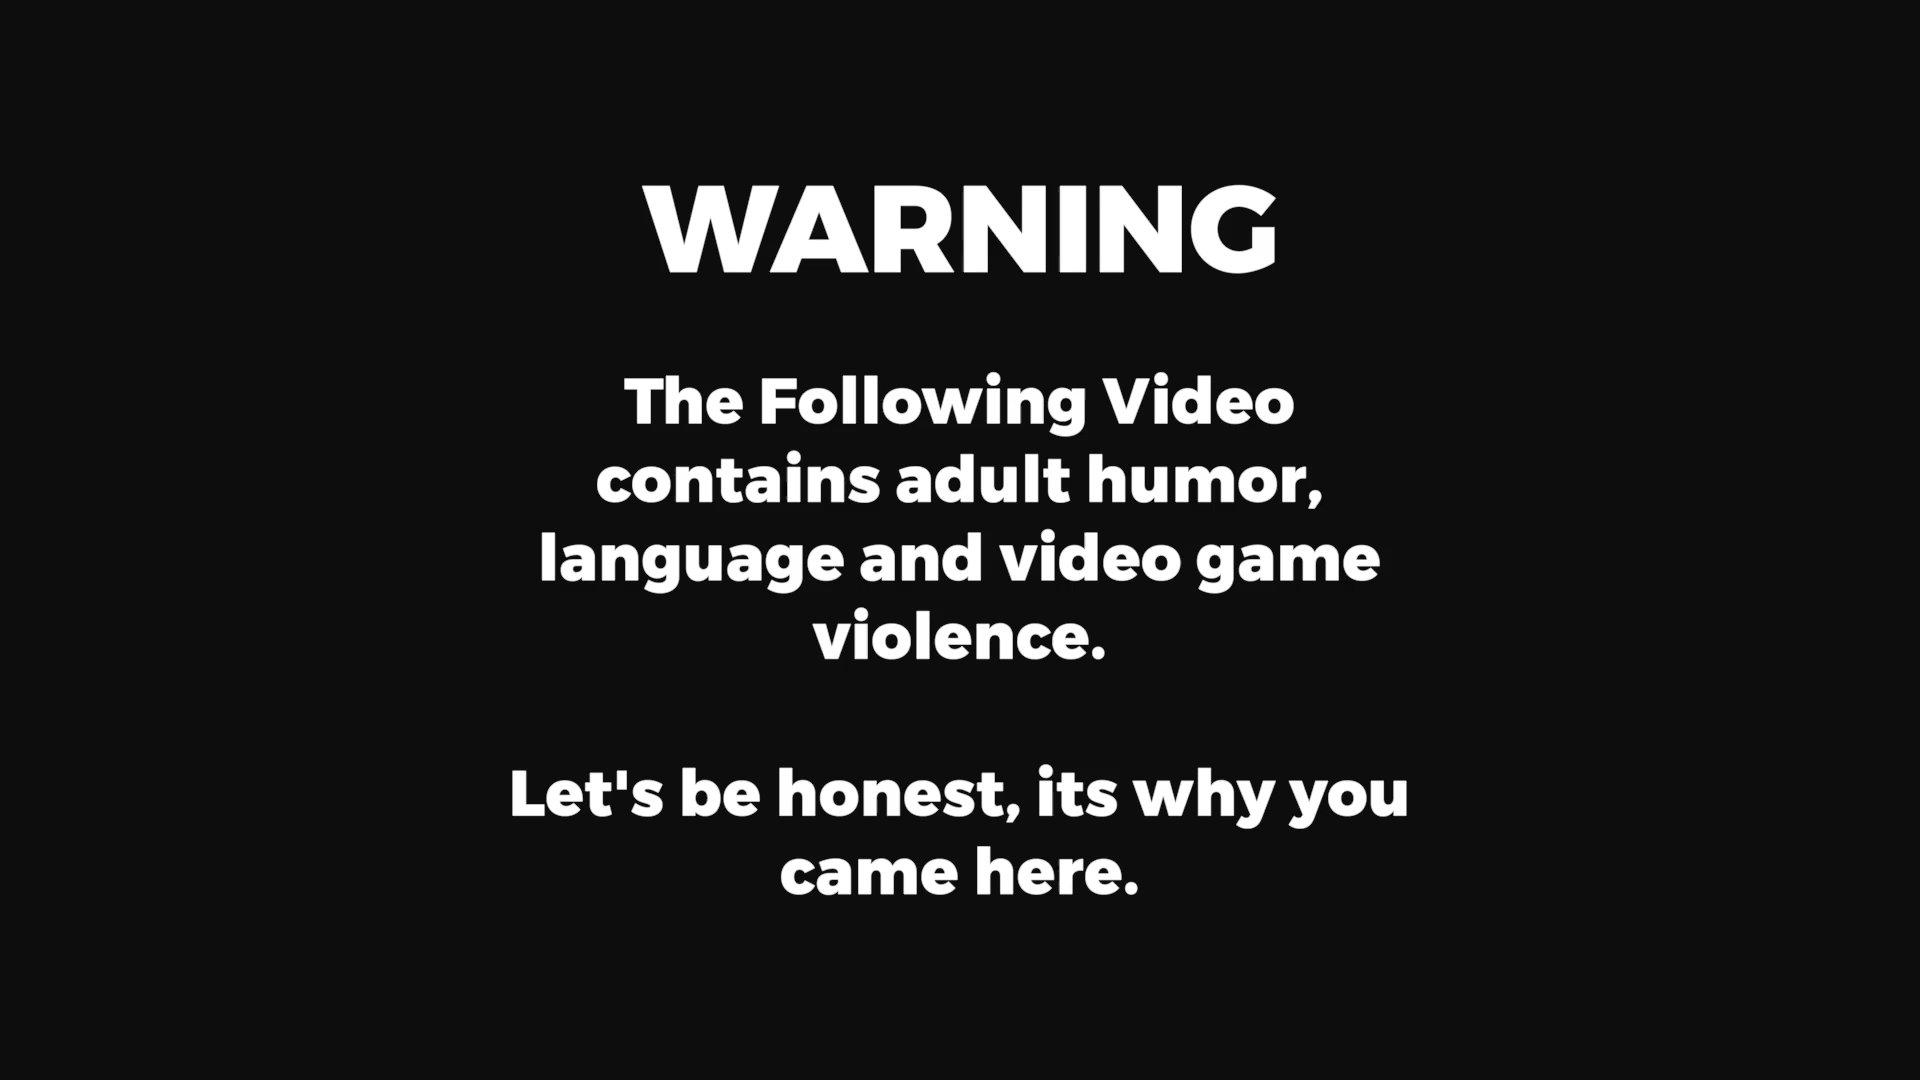 WARNING
The Following Video
contains adult humor,
language and video game
violence.
Let's be honest, its why you
came here.